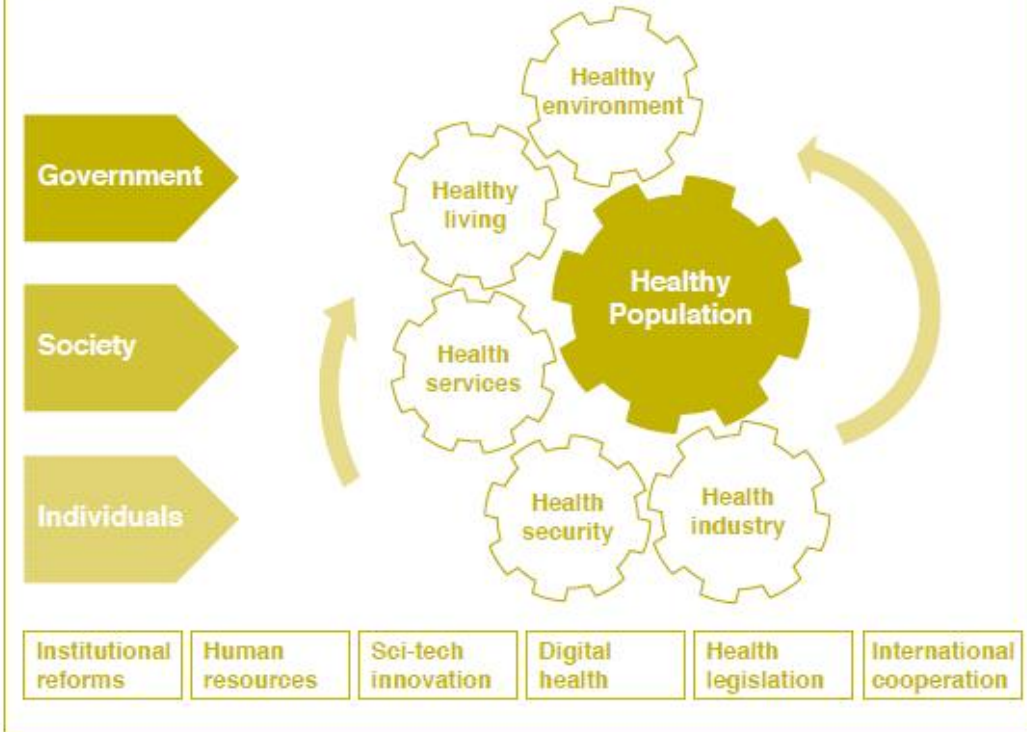 Healthy
environment
Government
Healthy
living
Healthy
Population
Society
Health
services
Individuals
Health
security
Health
industry
Institutional
reforms
Human
resources
Sci-tech
innovation
Digital
health
Health
legislation
International
cooperation